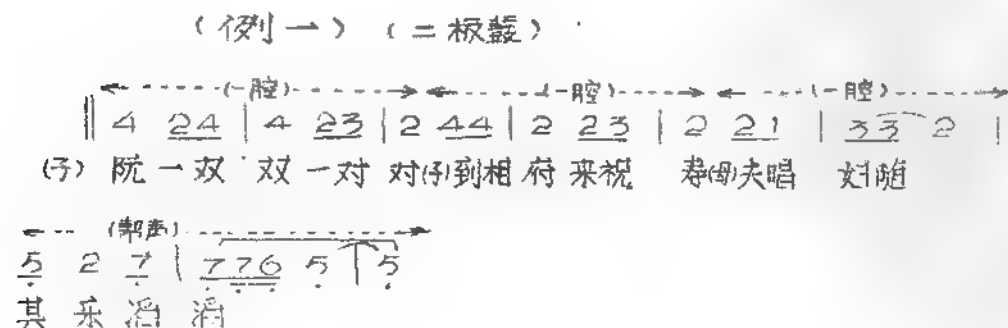 （例一）（二板鼓）
（一腔）（一腔）（一腔）
4 24 | 4 23 | 2 44 | 2 23 | 2 21 | 33 2 |
(子) 阮一双 双一对 对(子)到相府来祝 寿(母)夫唱 妇随
（帮声）
5 2 7 | 776 5 | 5
其乐滔滔